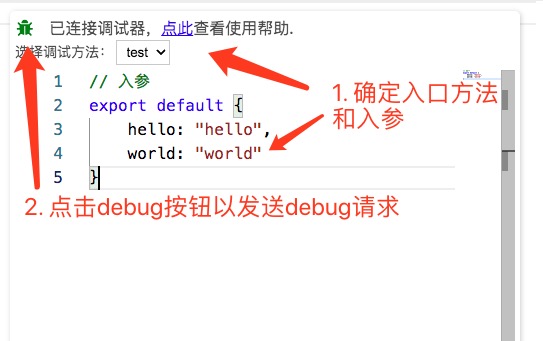 已连接调试器，点此查看使用帮助.
选择调试方法: test
1 // 入参
2 export default {
3 hello: "hello",
4 world: "world"
5 }
1. 确定入口方法
和入参
2. 点击debug按钮以发送debug请求